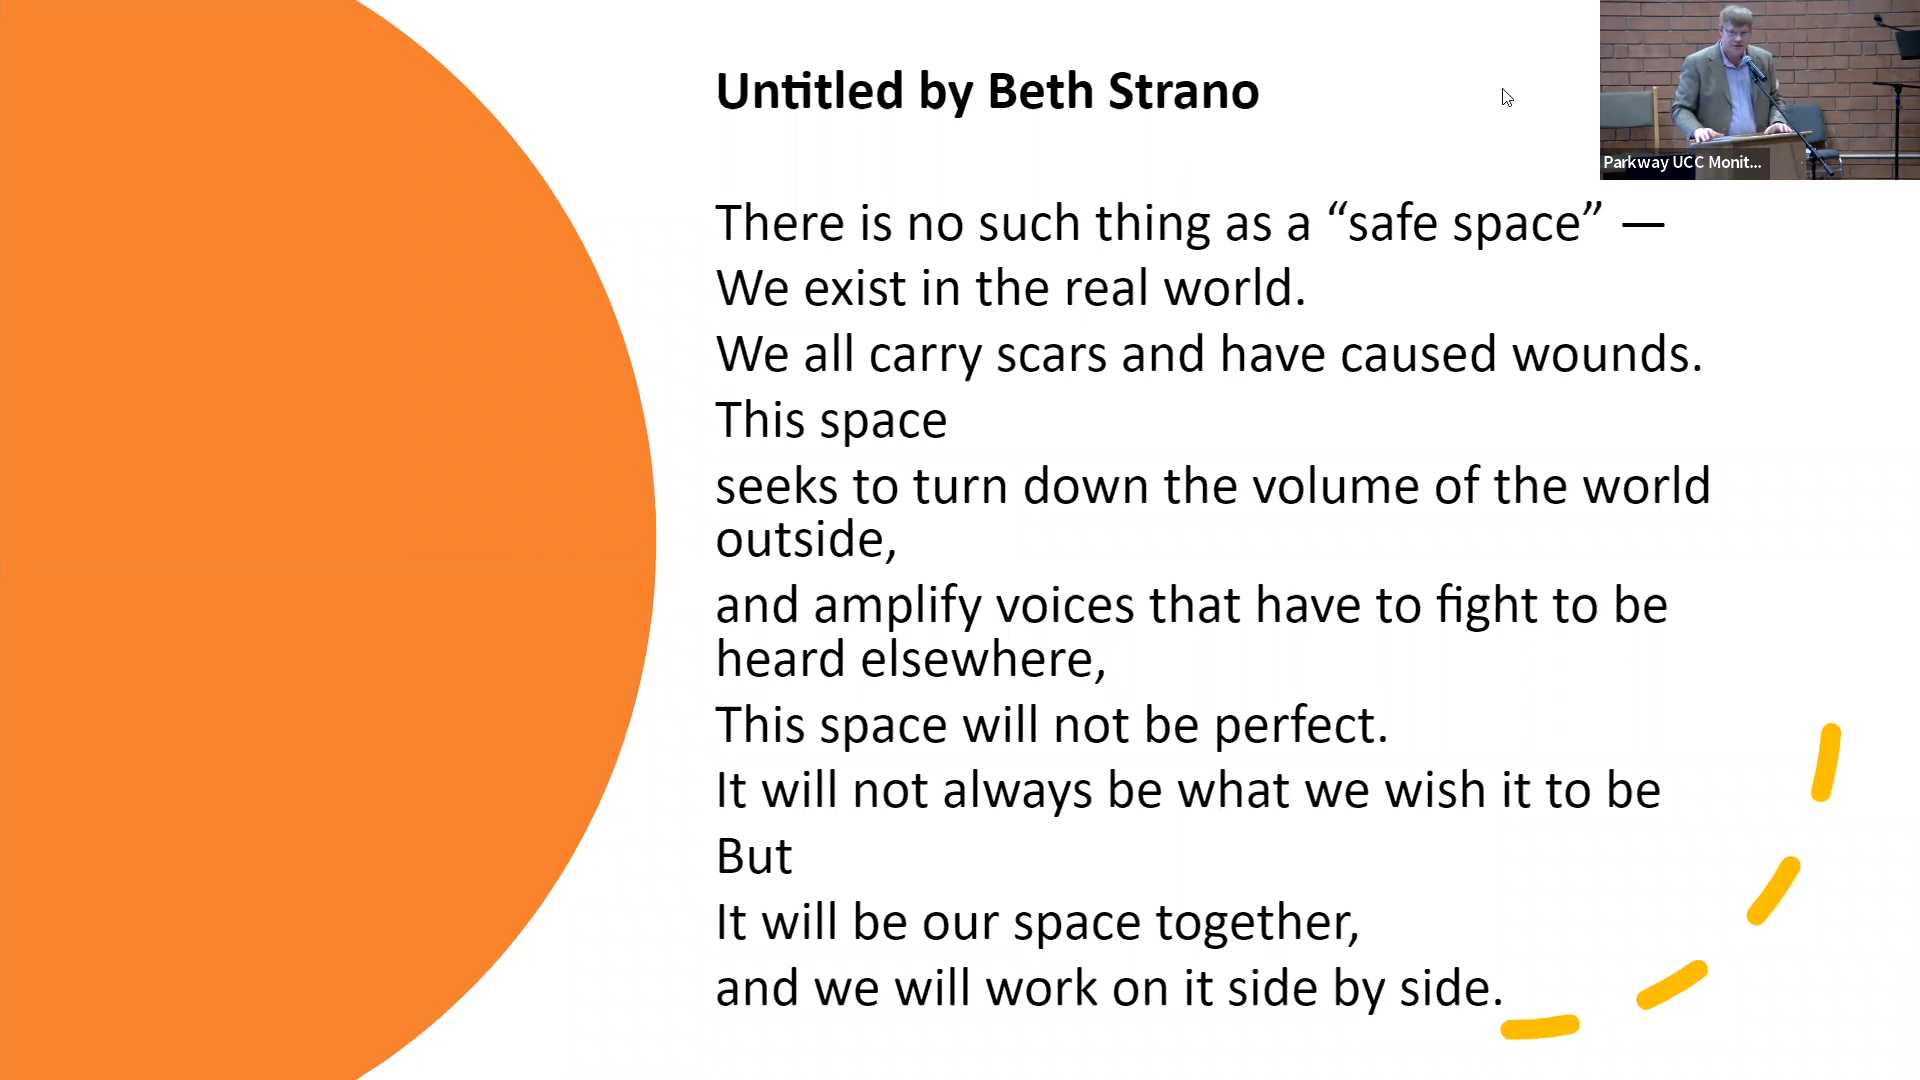 Untitled by Beth Strano
Parkway UCC Monit...
There is no such thing as a “safe space” —
We exist in the real world.
We all carry scars and have caused wounds.
This space
seeks to turn down the volume of the world
outside,
and amplify voices that have to fight to be
heard elsewhere,
This space will not be perfect.
It will not always be what we wish it to be
But
It will be our space together,
and we will work on it side by side.